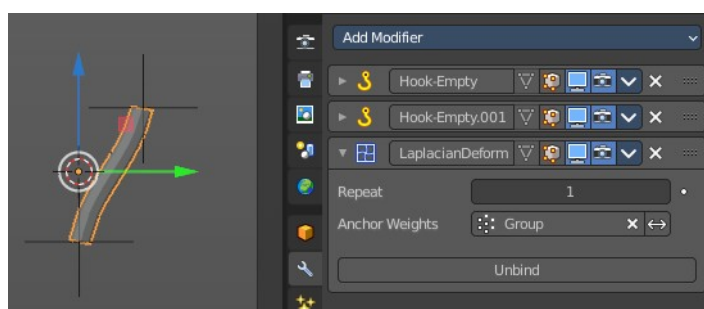 Add Modifier
Hook-Empty
Hook-Empty.001
LaplacianDeform
Repeat 1
Anchor Weights Group
Unbind